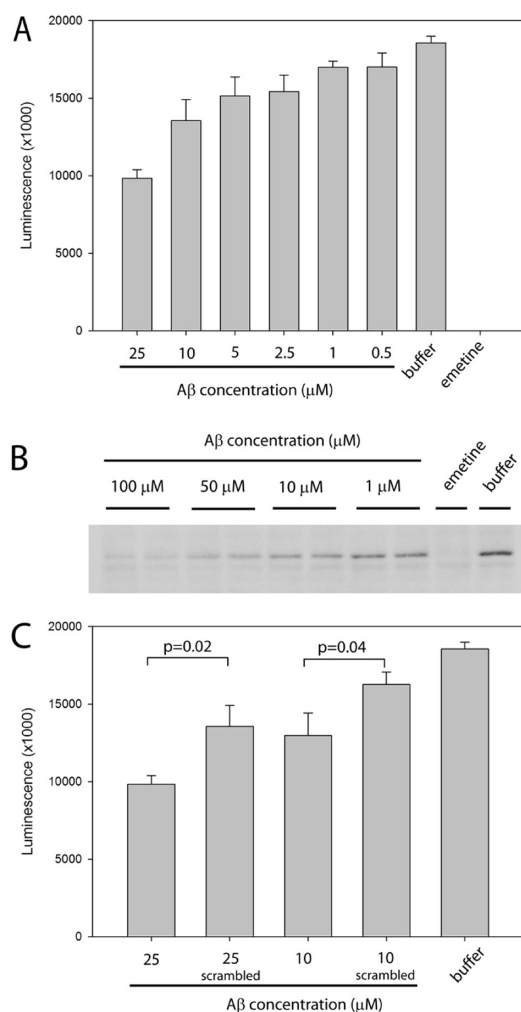 A
20000
15000
10000
5000
0
Luminescence (x1000)
25 10 5 2.5 1 0.5 buffer emetine
Aβ concentration (μM)
B
Aβ concentration (μM)
100 μM 50 μM 10 μM 1 μM emetine buffer
C
20000
15000
10000
5000
0
Luminescence (x1000)
p=0.02 p=0.04
25 25 10 10 buffer
scrambled scrambled
Aβ concentration (μM)